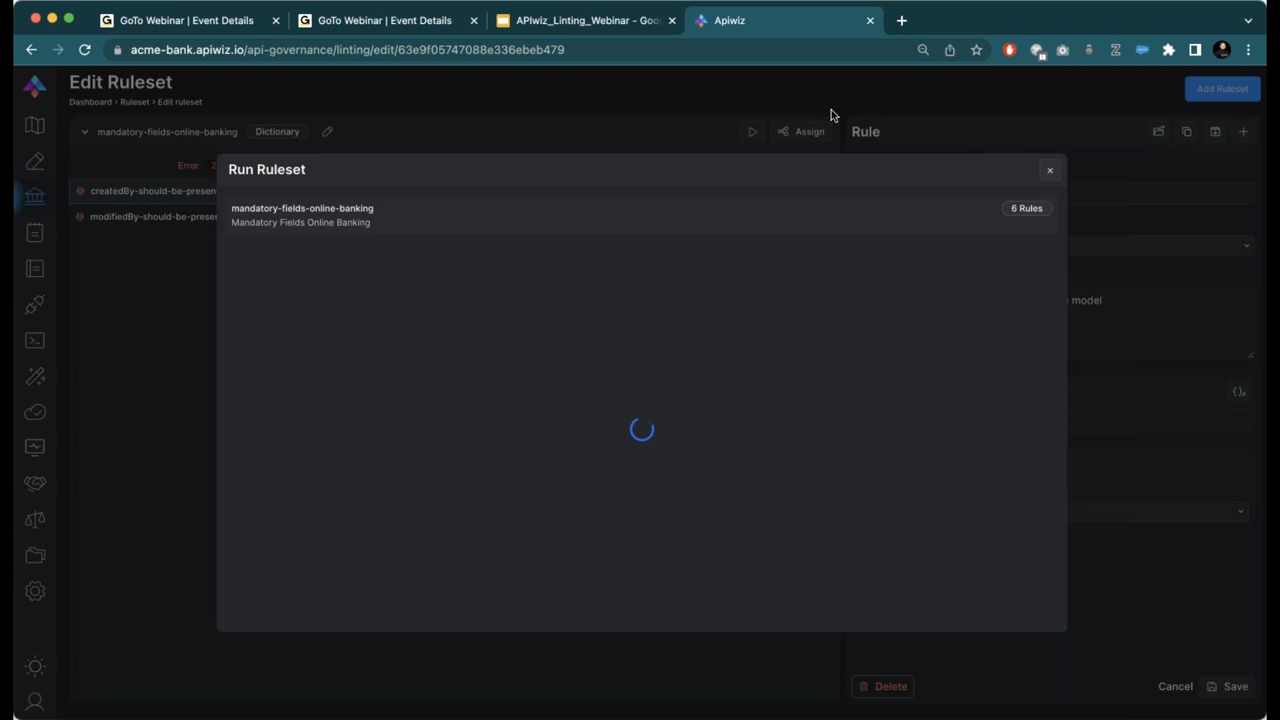 GoTo Webinar | Event Details
GoTo Webinar | Event Details
APIwiz_Linting_Webinar - Goo
Apiwiz
acme-bank.apiwiz.io/api-governance/linting/edit/63e9f05747088e336ebeb479
Edit Ruleset
Dashboard > Ruleset > Edit ruleset
Add Ruleset
mandatory-fields-online-banking
Dictionary
Assign
Rule
Error 2
createdBy-should-be-presen
modifiedBy-should-be-prese
Run Ruleset
mandatory-fields-online-banking
6 Rules
Mandatory Fields Online Banking
model
Delete
Cancel
Save